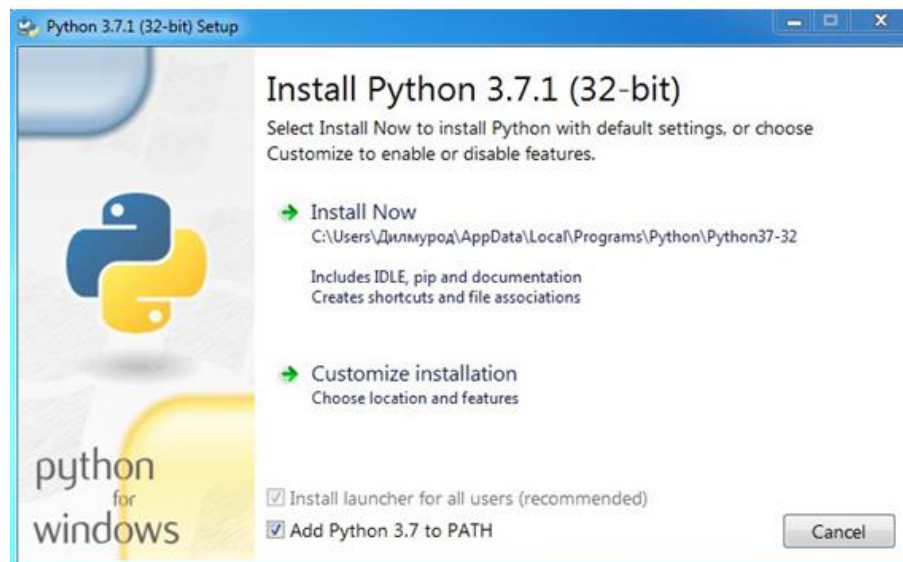 Python 3.7.1 (32-bit) Setup
Install Python 3.7.1 (32-bit)
Select Install Now to install Python with default settings, or choose
Customize to enable or disable features.
Install Now
C:\Users\Дилмурод\AppData\Local\Programs\Python\Python37-32
Includes IDLE, pip and documentation
Creates shortcuts and file associations
Customize installation
Choose location and features
python
for
windows
Install launcher for all users (recommended)
Add Python 3.7 to PATH
Cancel